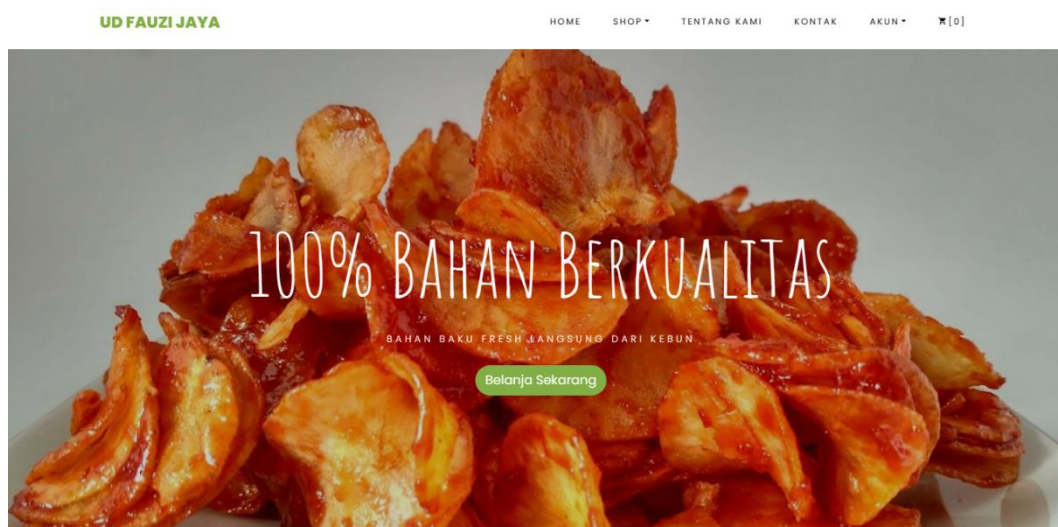 UD FAUZI JAYA
HOME SHOP TENTANG KAMI KONTAK AKUN [0]
100% BAHAN BERKUALITAS
BAHAN BAKU FRESH LANGSUNG DARI KEBUN
Belanja Sekarang